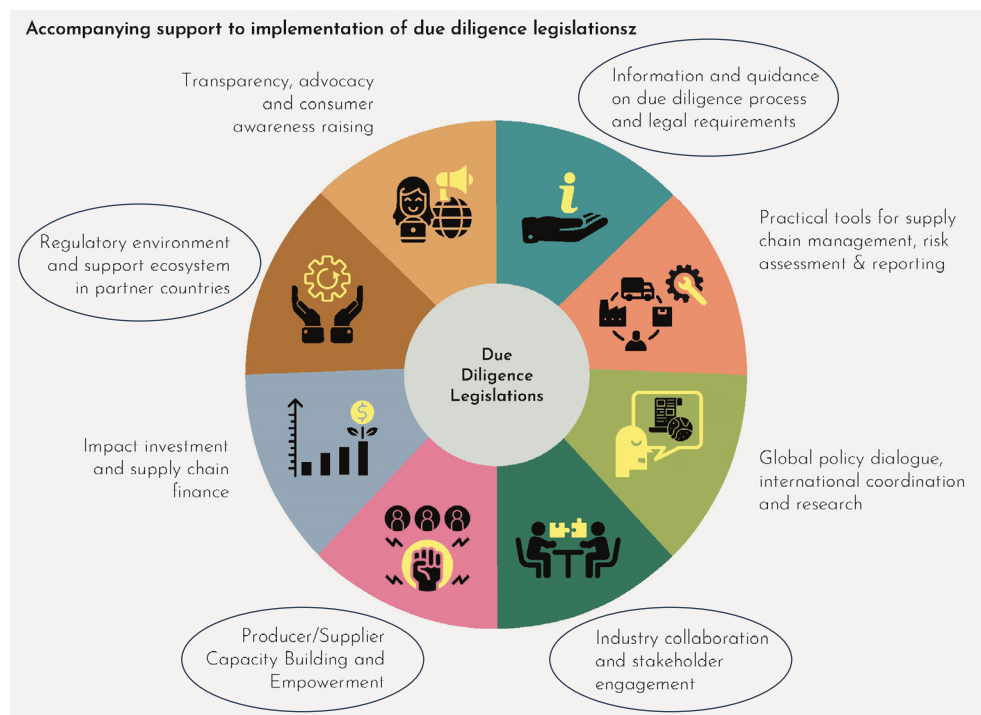 Accompanying support to implementation of due diligence legislationsz
Transparency, advocacy
and consumer
awareness raising
Information and quidance
on due diligence process
and legal requirements
Practical tools for supply
chain management, risk
assessment & reporting
Regulatory environment
and support ecosystem
in partner countries
i
Due
Diligence
Legislations
$
Impact investment
and supply chain
finance
Global policy dialogue,
international coordination
and research
Producer/Supplier
Capacity Building and
Empowerment
Industry collaboration
and stakeholder
engagement